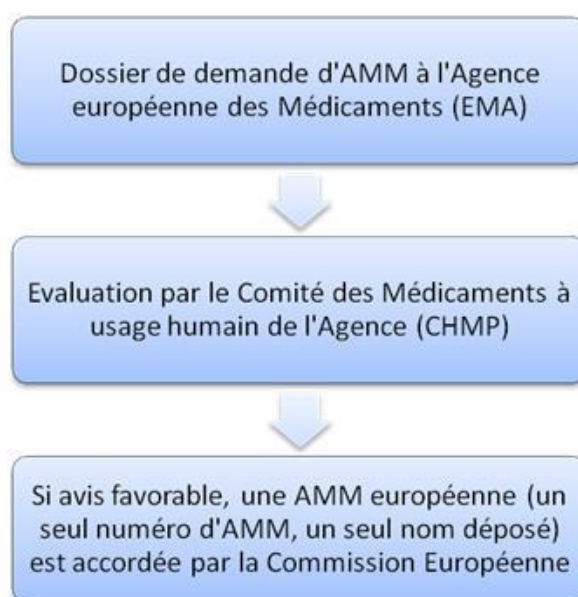 Dossier de demande d'AMM à l'Agence
européenne des Médicaments (EMA)
Evaluation par le Comité des Médicaments à
usage humain de l'Agence (CHMP)
Si avis favorable, une AMM européenne (un
seul numéro d'AMM, un seul nom déposé)
est accordée par la Commission Européenne